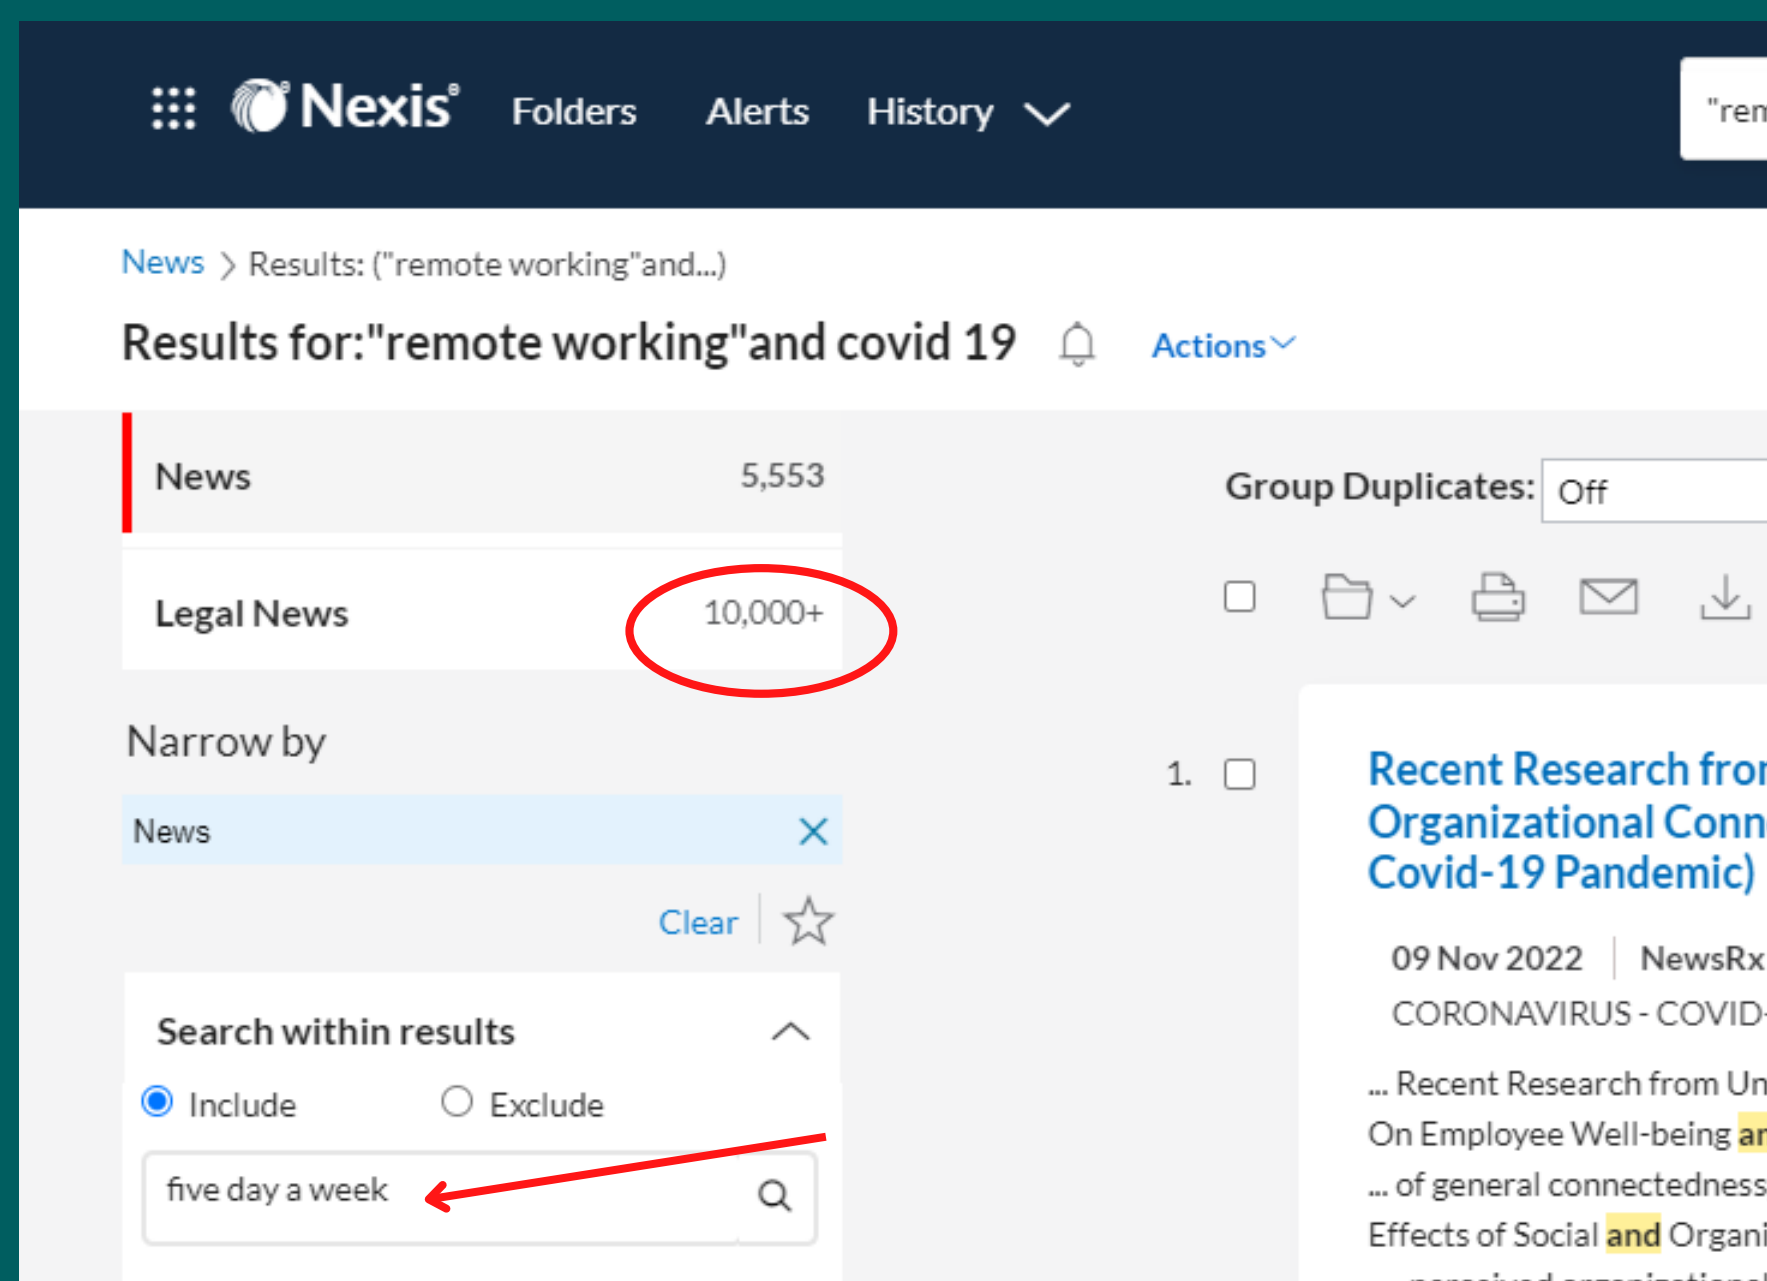 Nexis® Folders Alerts History
"rem
News > Results: ("remote working"and...)
Results for:"remote working"and covid 19 Actions
News 5,553
Legal News 10,000+
Narrow by
News
Clear
Search within results
Include Exclude
five day a week
Group Duplicates: Off
1.
Recent Research from
Organizational Conn
Covid-19 Pandemic)
09 Nov 2022 NewsRx
CORONAVIRUS - COVID-
... Recent Research from Un
On Employee Well-being an
... of general connectedness
Effects of Social and Organi